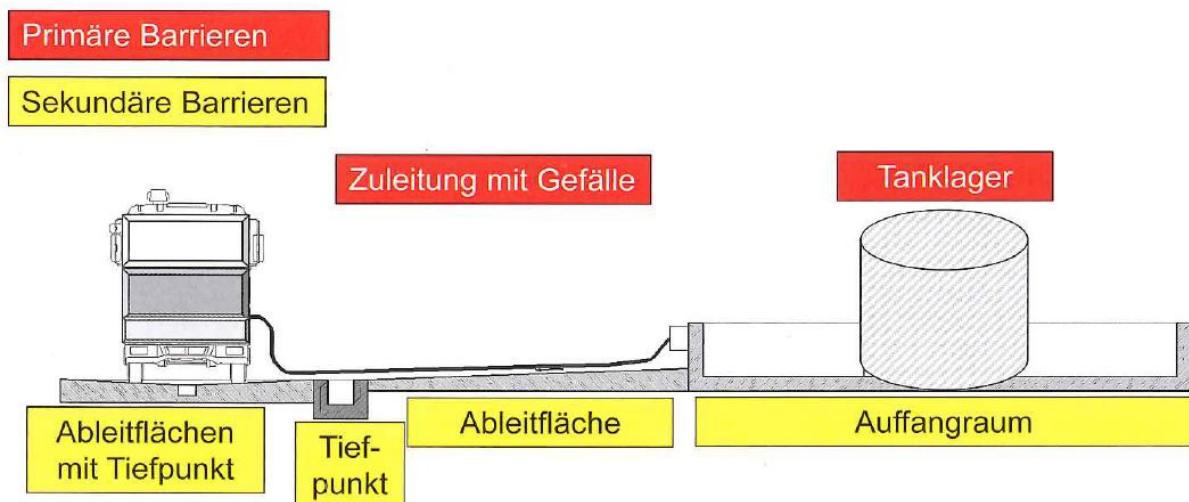 Primäre Barrieren
Sekundäre Barrieren
Zuleitung mit Gefälle
Tanklager
Ableitflächen
mit Tiefpunkt
Tief-
punkt
Ableitfläche
Auffangraum